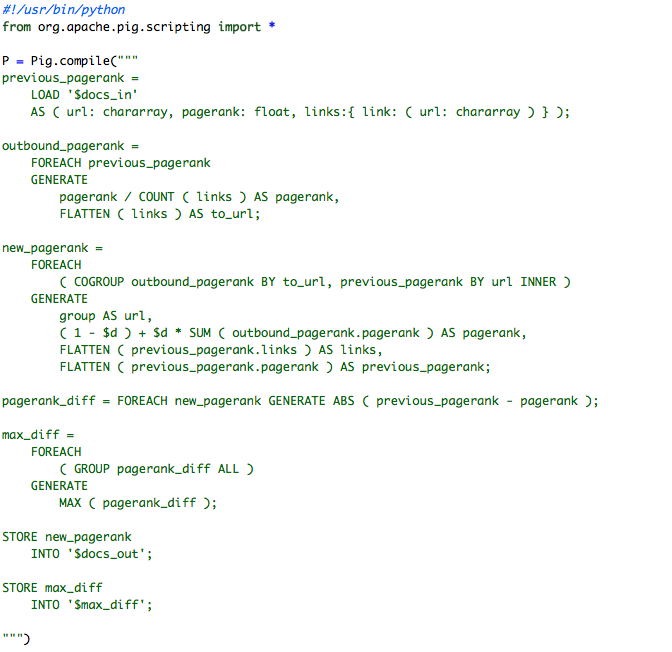 #!/usr/bin/python
from org.apache.pig.scripting import *

P = Pig.compile("""
previous_pagerank =
    LOAD '$docs_in'
    AS ( url: chararray, pagerank: float, links:{ link: ( url: chararray ) } );

outbound_pagerank =
    FOREACH previous_pagerank
    GENERATE
        pagerank / COUNT ( links ) AS pagerank,
        FLATTEN ( links ) AS to_url;

new_pagerank =
    FOREACH
        ( COGROUP outbound_pagerank BY to_url, previous_pagerank BY url INNER )
    GENERATE
        group AS url,
        ( 1 - $d ) + $d * SUM ( outbound_pagerank.pagerank ) AS pagerank,
        FLATTEN ( previous_pagerank.links ) AS links,
        FLATTEN ( previous_pagerank.pagerank ) AS previous_pagerank;

pagerank_diff = FOREACH new_pagerank GENERATE ABS ( previous_pagerank - pagerank );

max_diff =
    FOREACH
        ( GROUP pagerank_diff ALL )
    GENERATE
        MAX ( pagerank_diff );

STORE new_pagerank
    INTO '$docs_out';

STORE max_diff
    INTO '$max_diff';

""")